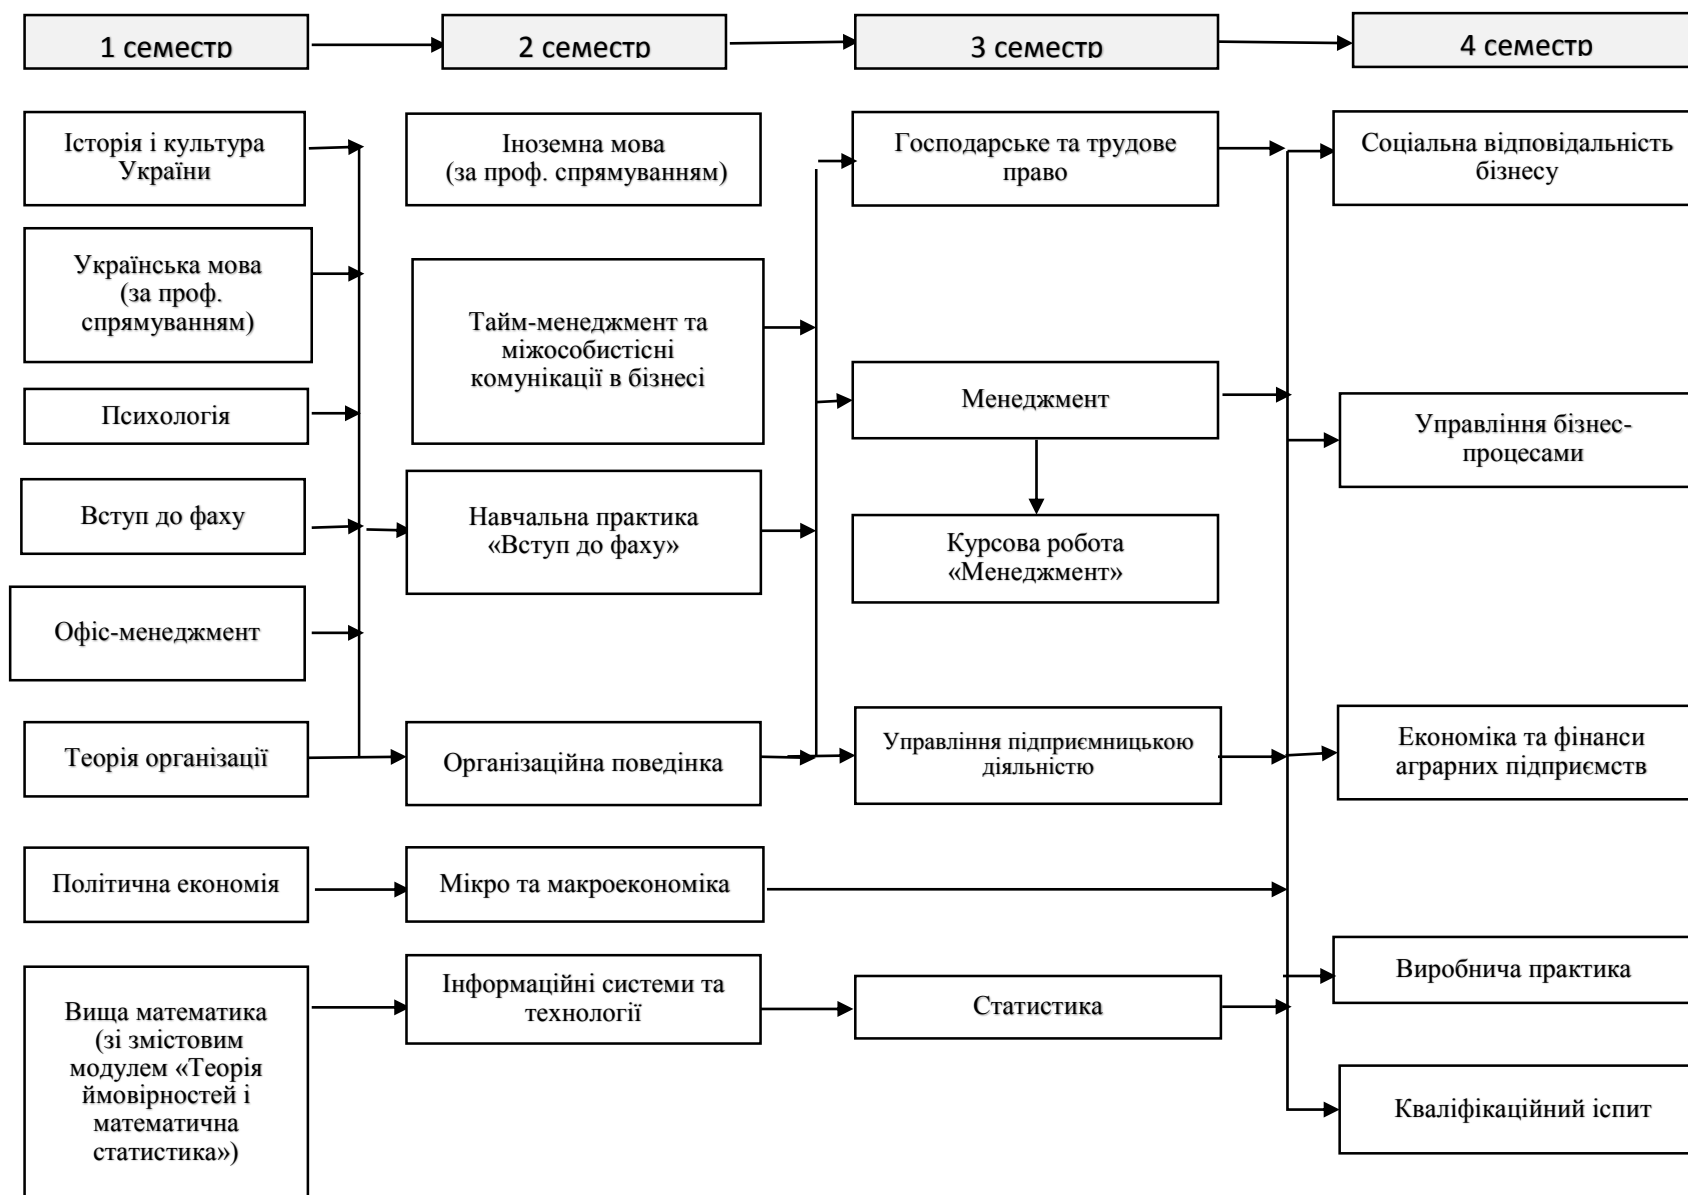 1 семестр
2 семестр
3 семестр
4 семестр
Історія і культура
України
Іноземна мова
(за проф. спрямуванням)
Господарське та трудове
право
Соціальна відповідальність
бізнесу
Українська мова
(за проф.
спрямуванням)
Тайм-менеджмент та
міжособистісні
комунікації в бізнесі
Психологія
Менеджмент
Управління бізнес-
процесами
Вступ до фаху
Навчальна практика
«Вступ до фаху»
Курсова робота
«Менеджмент»
Офіс-менеджмент
Теорія організації
Організаційна поведінка
Управління підприємницькою
діяльністю
Економіка та фінанси
аграрних підприємств
Політична економія
Мікро та макроекономіка
Вища математика
(зі змістовим
модулем «Теорія
ймовірностей і
математична
статистика»)
Інформаційні системи та
технології
Статистика
Виробнича практика
Кваліфікаційний іспит